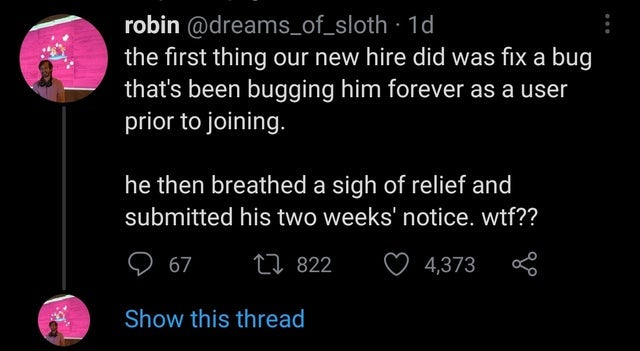 robin @dreams_of_sloth · 1d
the first thing our new hire did was fix a bug
that's been bugging him forever as a user
prior to joining.
he then breathed a sigh of relief and
submitted his two weeks' notice. wtf??
67 822 4,373
Show this thread